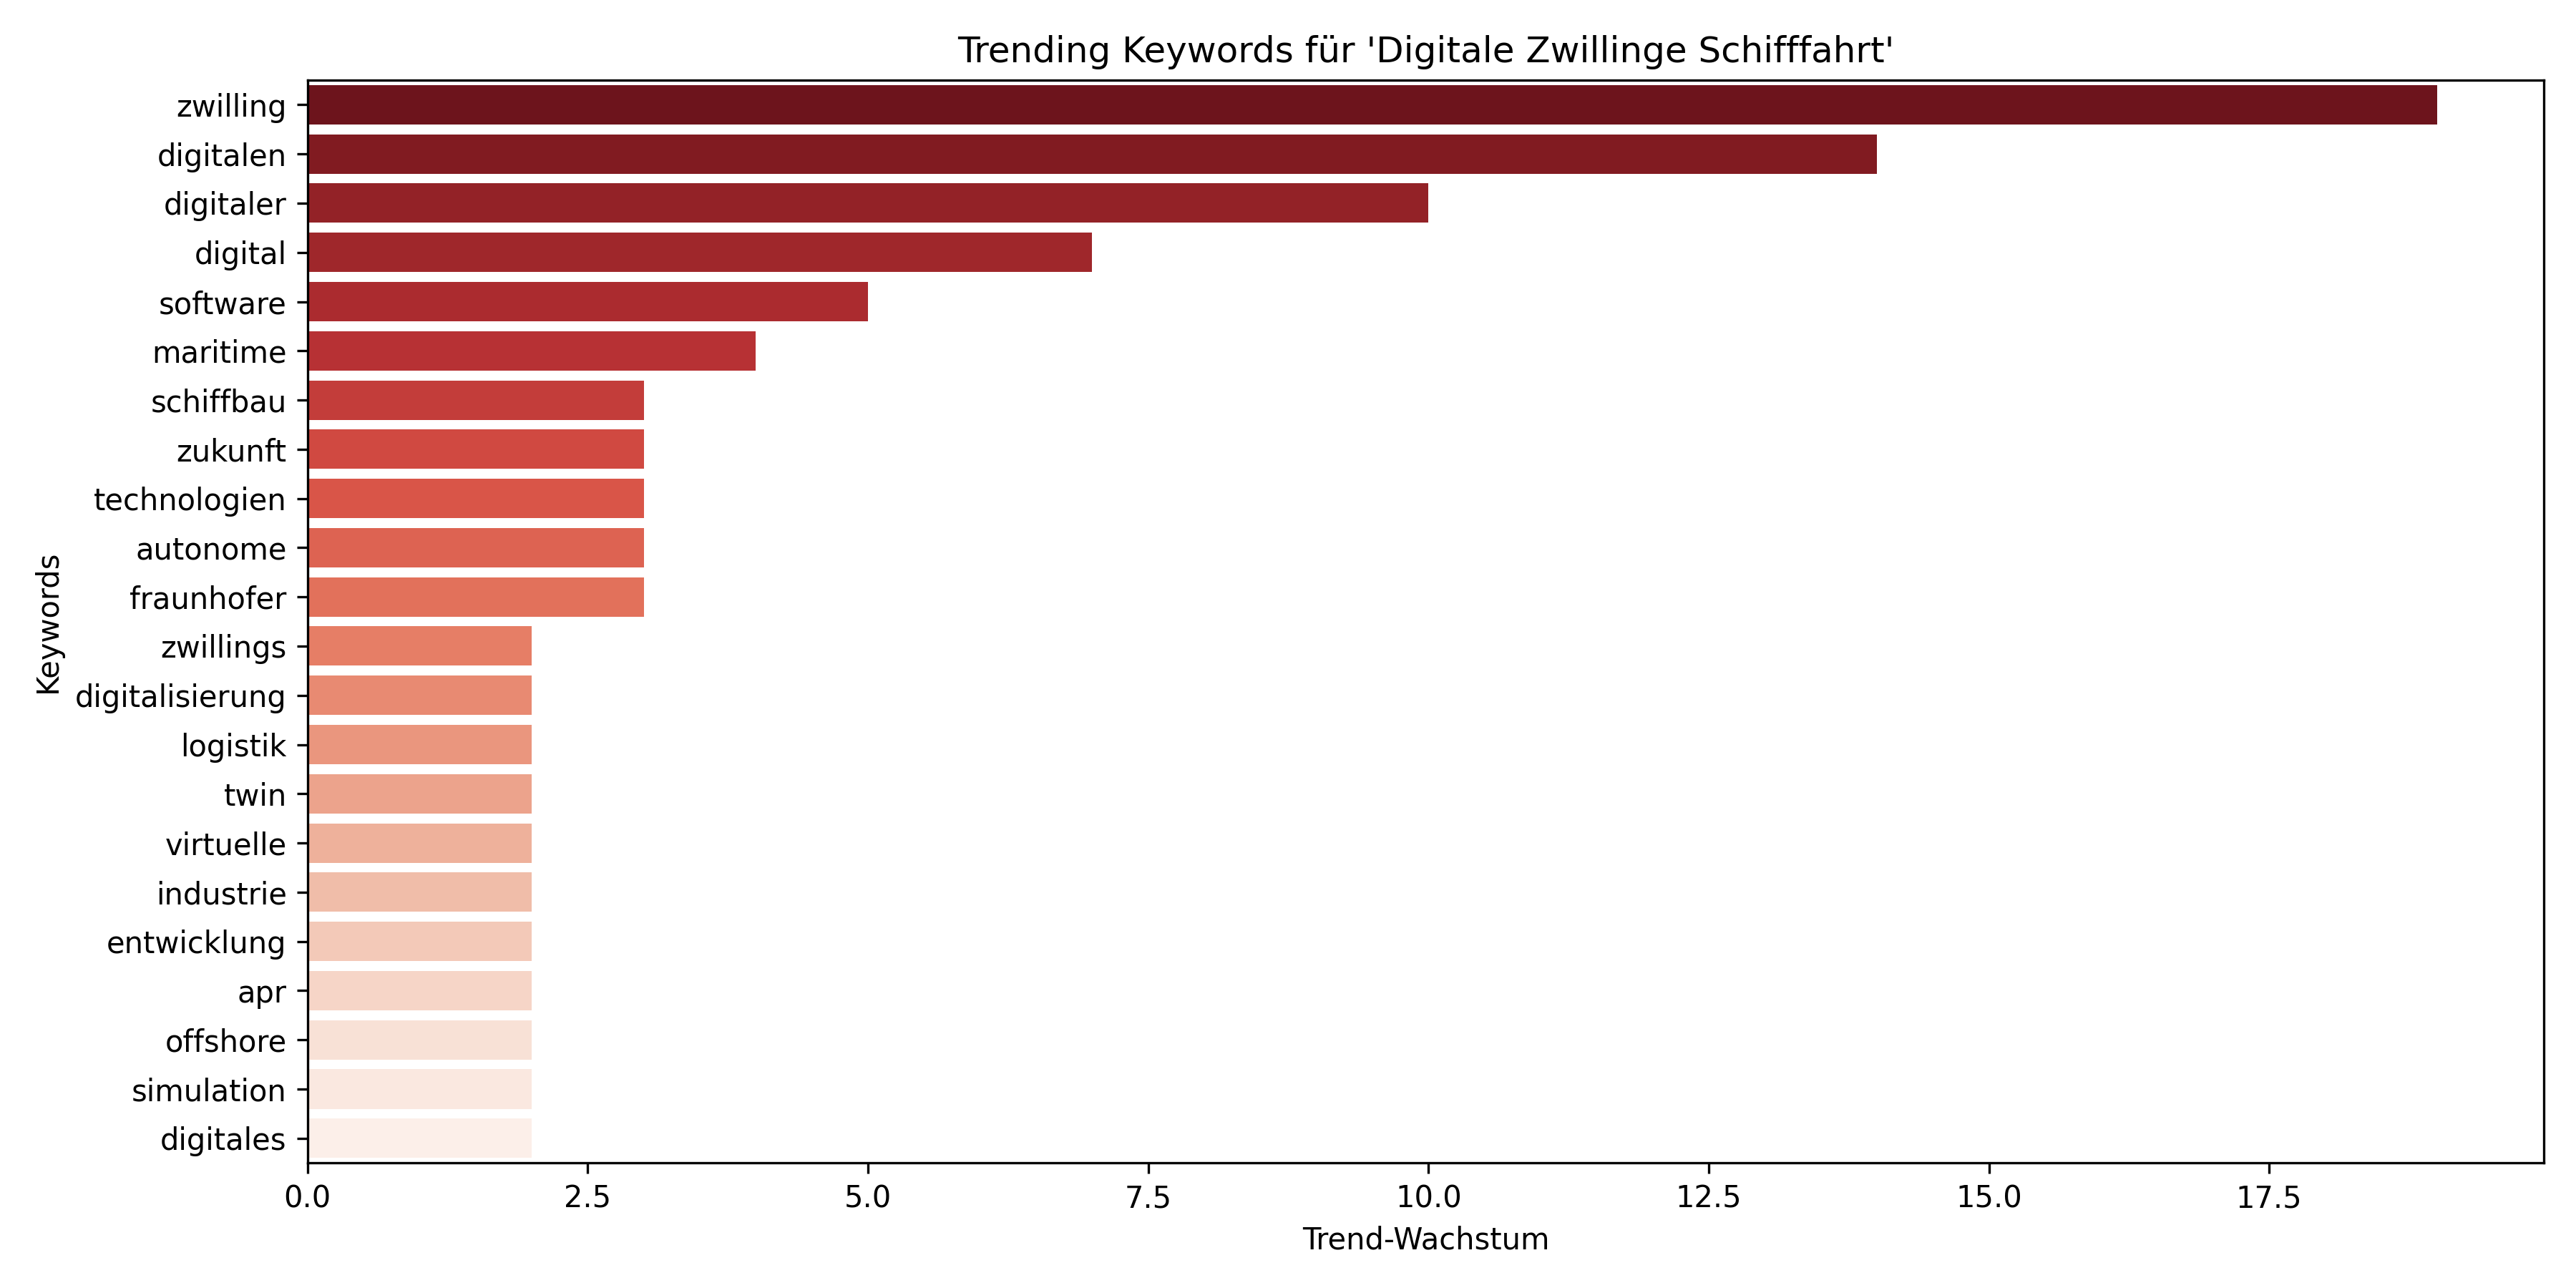 Trending Keywords für 'Digitale Zwillinge Schifffahrt'
zwilling
digitalen
digitaler
digital
software
maritime
schiffbau
zukunft
technologien
autonome
fraunhofer
zwillings
digitalisierung
logistik
twin
virtuelle
industrie
entwicklung
apr
offshore
simulation
digitales
Keywords
0.0 2.5 5.0 7.5 10.0 12.5 15.0 17.5
Trend-Wachstum